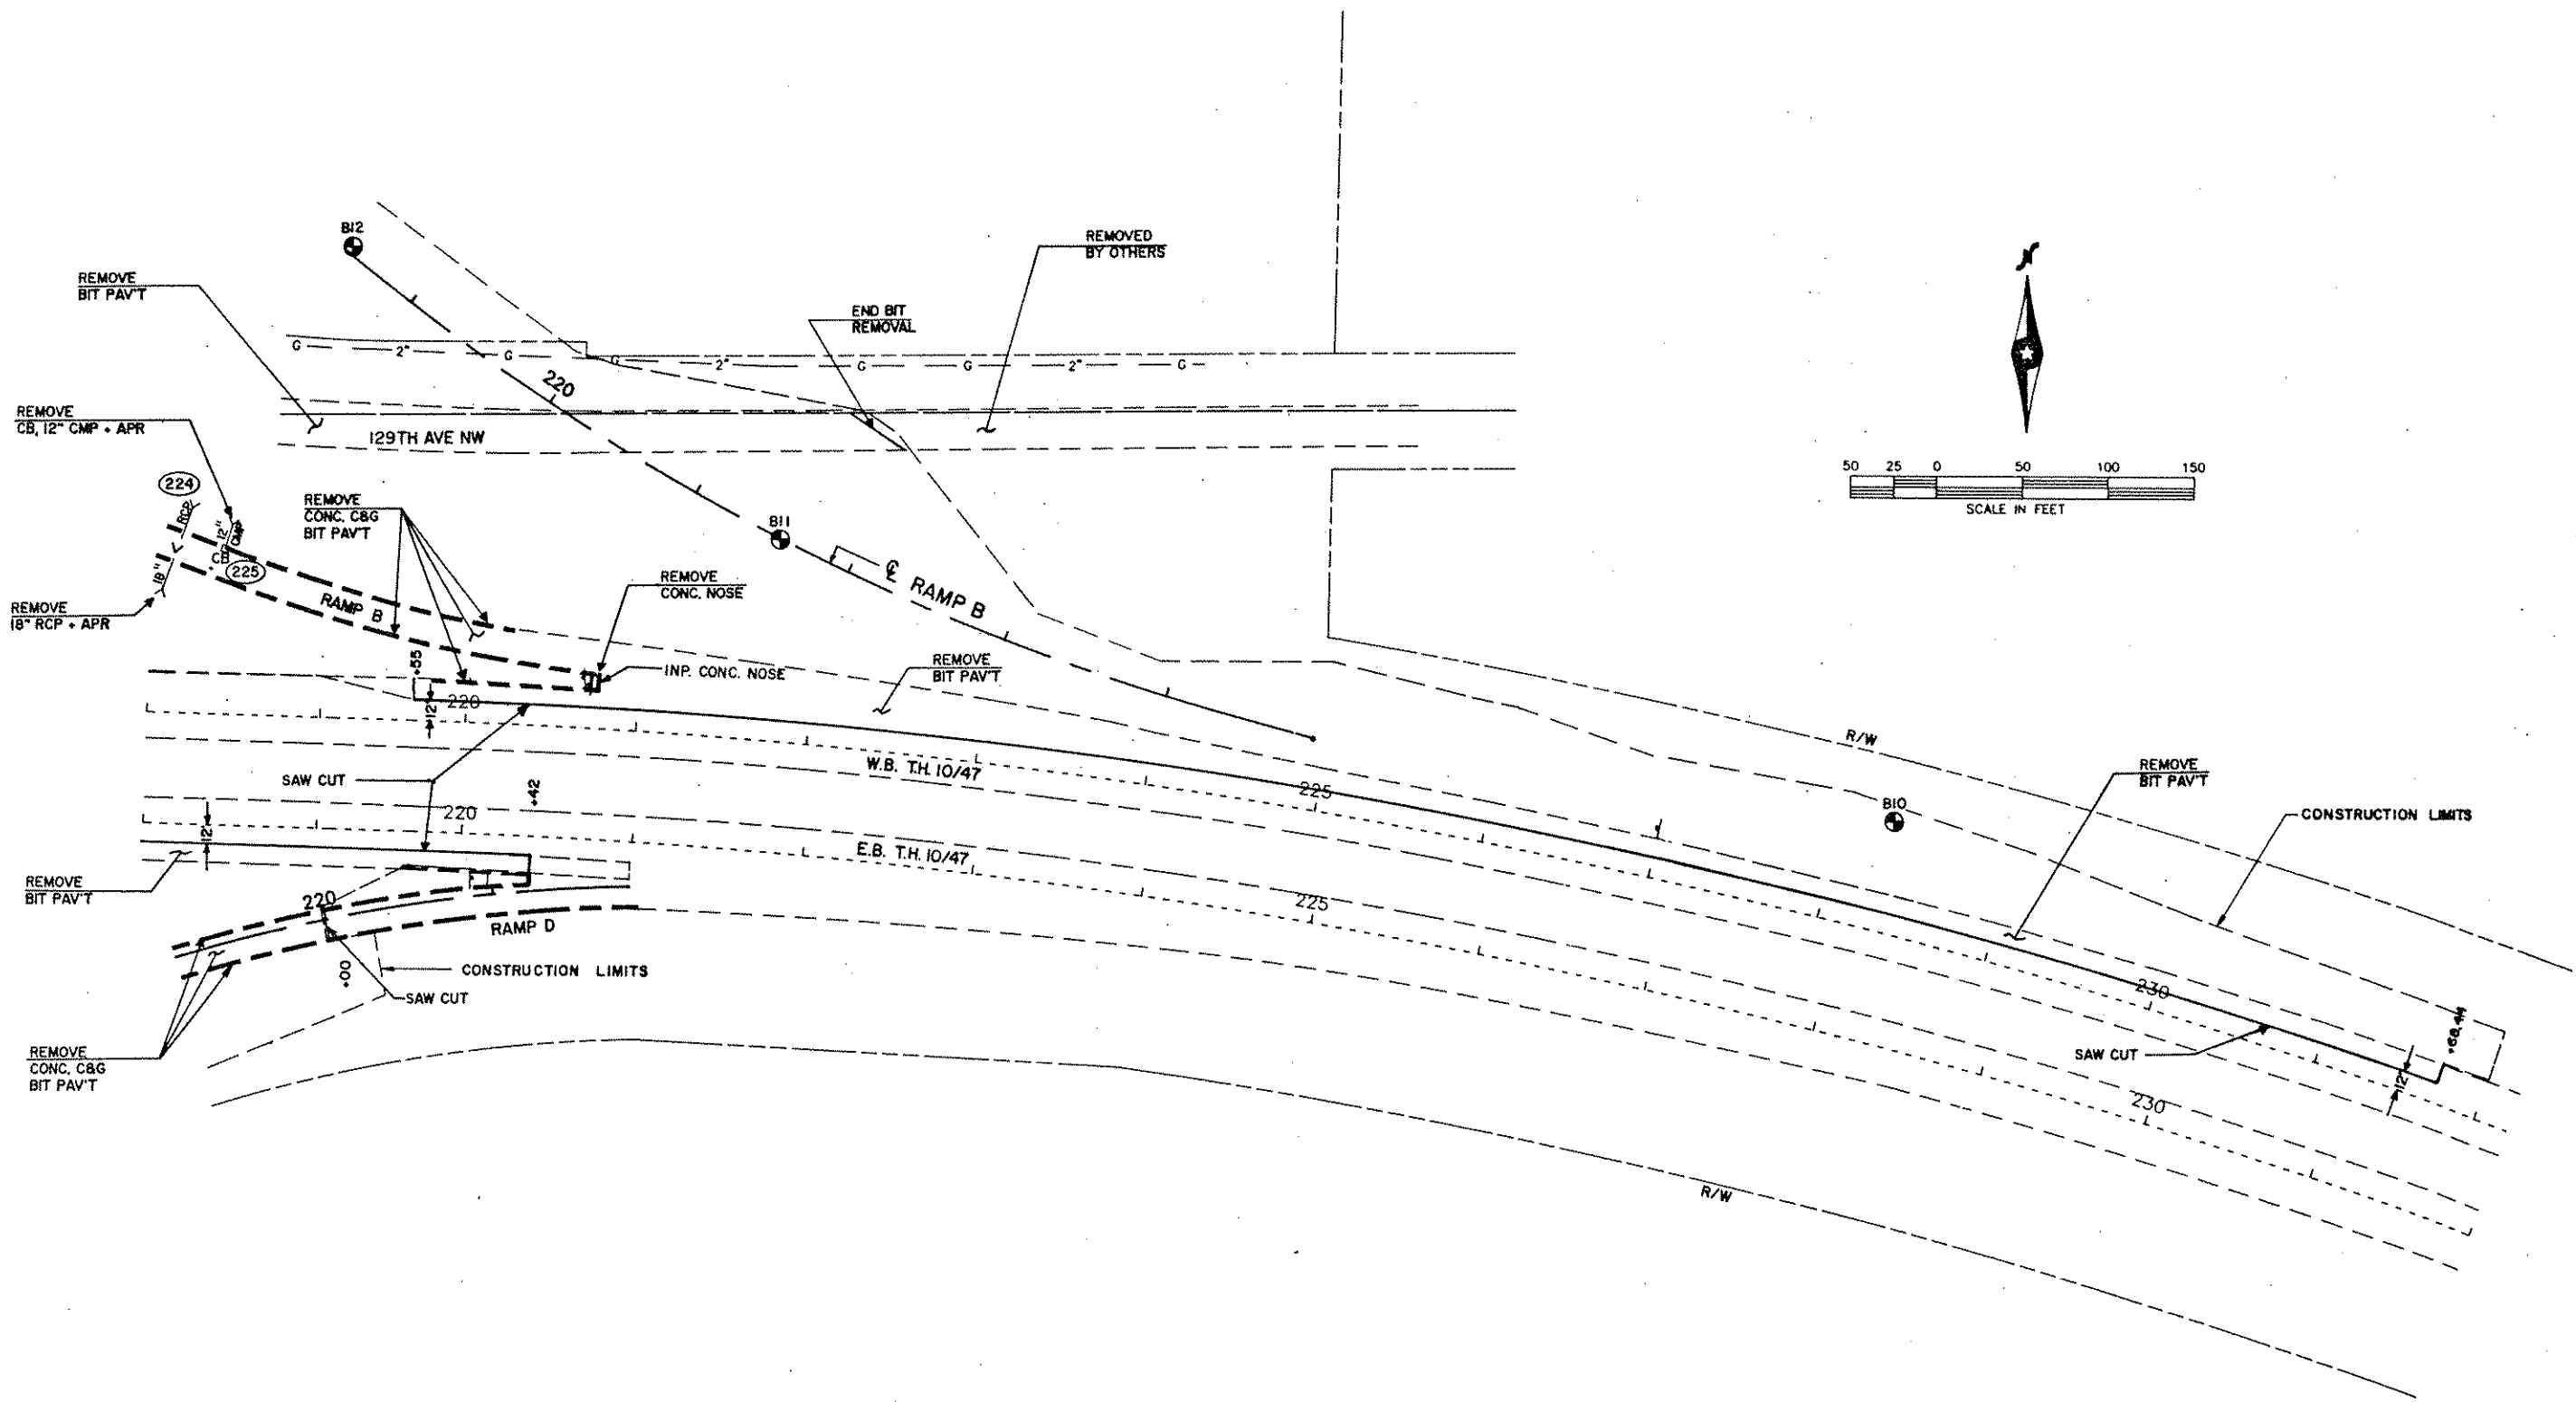 B12
REMOVE
BIT PAV'T
REMOVED
BY OTHERS
END BIT
REMOVAL
G 2" G G 2" G G 2" G
220
REMOVE
CB, 12" CMP + APR
129TH AVE NW
50 25 0 50 100 150
SCALE IN FEET
224
RCP
12"
CMP
CB
225
18"
REMOVE
CONC. C&G
BIT PAV'T
B11
℄ RAMP B
REMOVE
18" RCP + APR
RAMP B
REMOVE
CONC. NOSE
INP. CONC. NOSE
+55
12'
220
REMOVE
BIT PAV'T
R/W
W.B. T.H. 10/47
SAW CUT
+42
225
REMOVE
BIT PAV'T
B10
CONSTRUCTION LIMITS
12'
220
E.B. T.H. 10/47
REMOVE
BIT PAV'T
220
225
RAMP D
+00
CONSTRUCTION LIMITS
SAW CUT
230
+68.44
SAW CUT
12'
REMOVE
CONC. C&G
BIT PAV'T
230
R/W